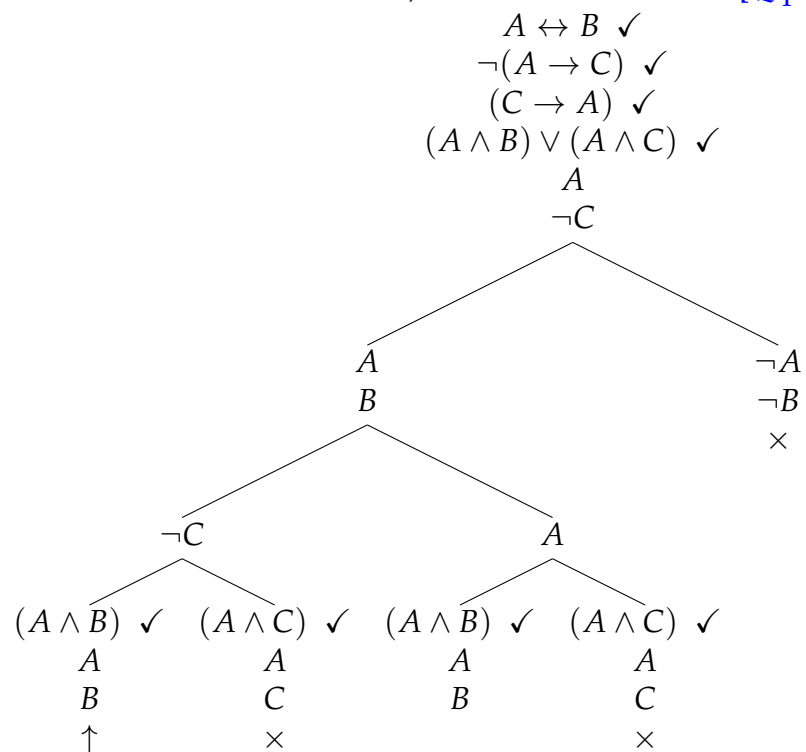 A ↔ B ✓
¬(A → C) ✓
(C → A) ✓
(A ∧ B) ∨ (A ∧ C) ✓
A
¬C
A ¬A
B ¬B
×
¬C A
(A ∧ B) ✓ (A ∧ C) ✓ (A ∧ B) ✓ (A ∧ C) ✓
A A A A
B C B C
↑ × ×